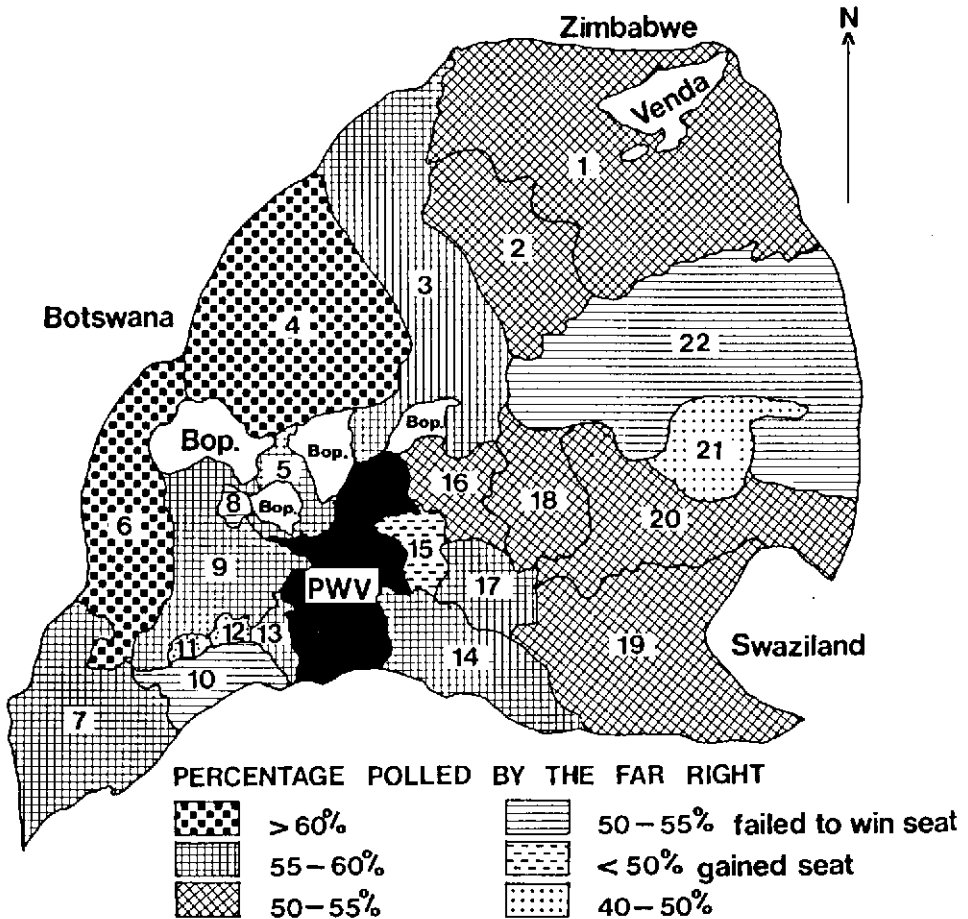 Zimbabwe
N
Venda
1
2
3
Botswana
4
22
Bop.
Bop.
Bop.
5
21
16
8
Bop.
18
6
20
15
9
PWV
17
12
13
11
14
19
Swaziland
10
7
PERCENTAGE POLLED BY THE FAR RIGHT
> 60%
50–55% failed to win seat
55–60%
< 50% gained seat
50–55%
40–50%